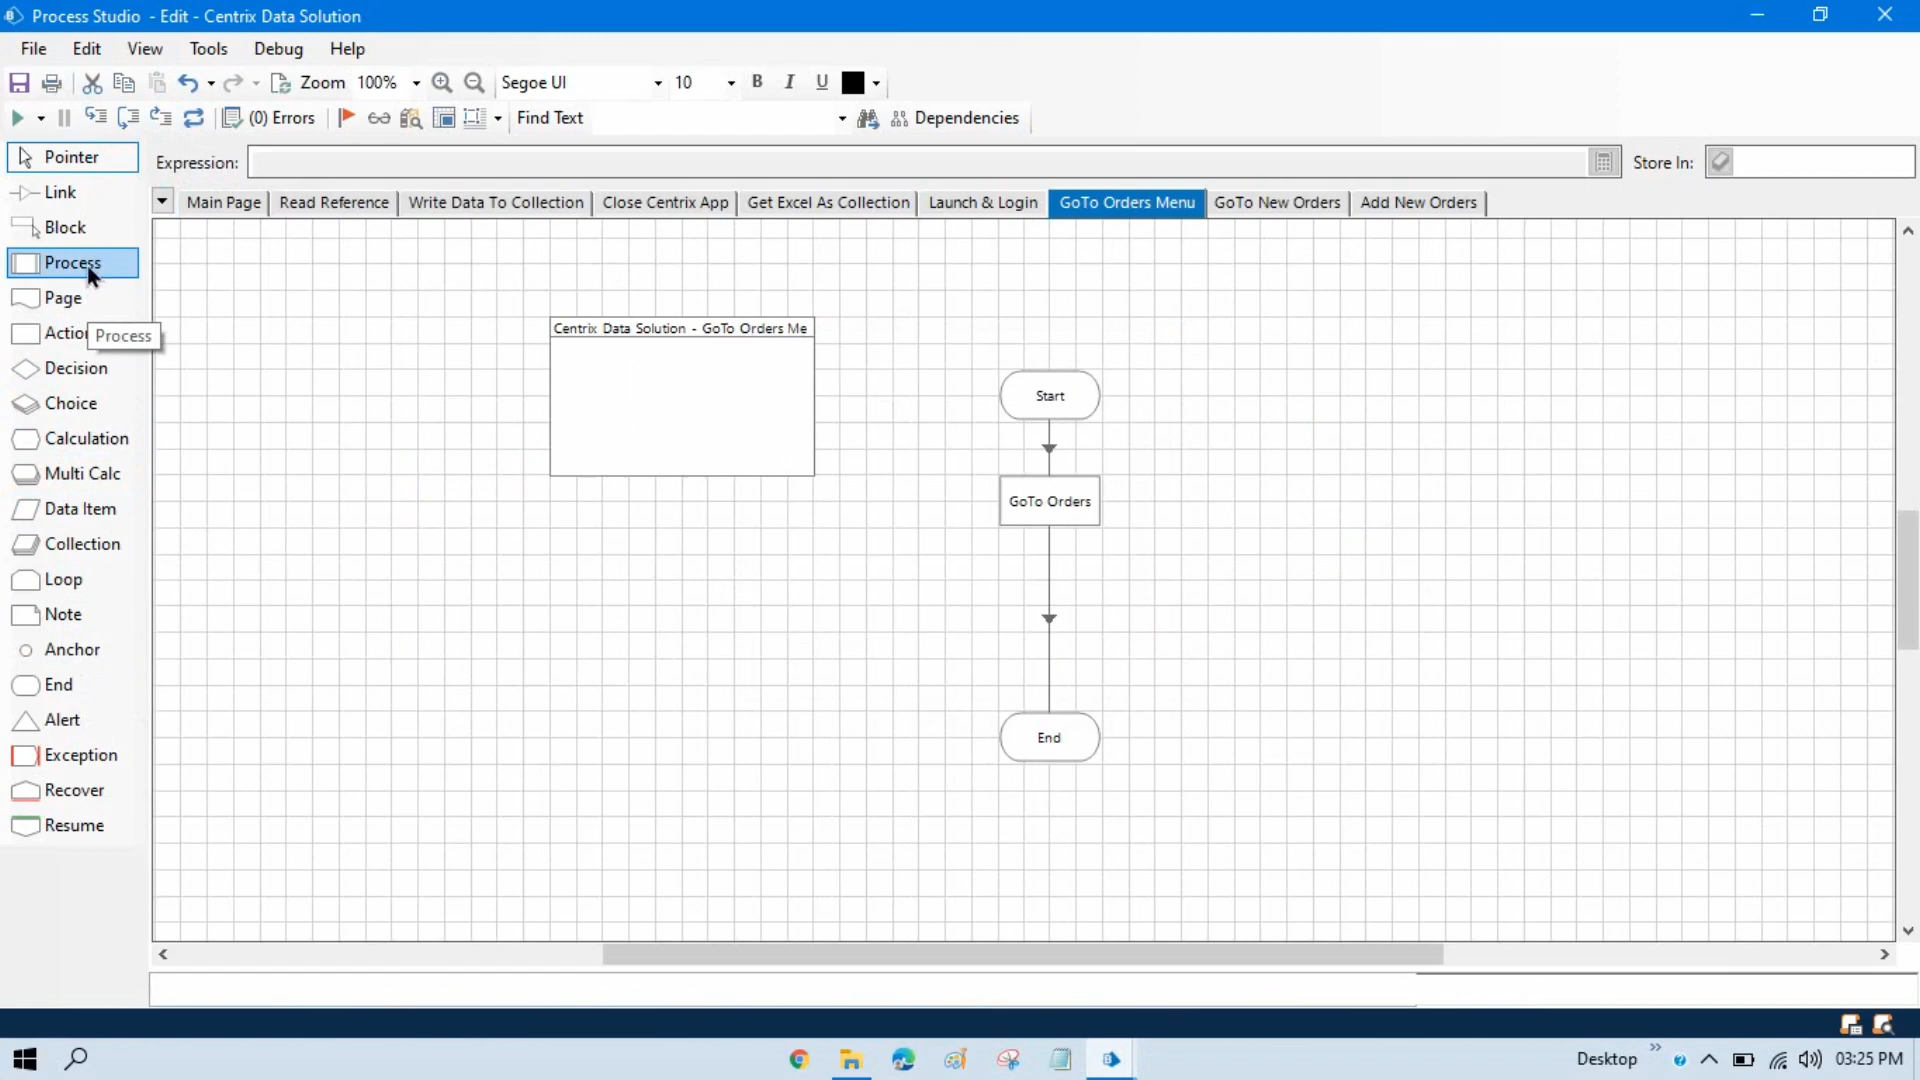 Process Studio  - Edit - Centrix Data Solution
File Edit View Tools Debug Help
Zoom 100% Segoe UI 10 B I U
(0) Errors Find Text Dependencies
Pointer
Expression: Store In:
Link
Main Page Read Reference Write Data To Collection Close Centrix App Get Excel As Collection Launch & Login GoTo Orders Menu GoTo New Orders Add New Orders
Block
Process
Page
Action
Process
Decision
Choice
Calculation
Multi Calc
Data Item
Collection
Loop
Note
Anchor
End
Alert
Exception
Recover
Resume
Centrix Data Solution - GoTo Orders Me
Start
GoTo Orders
End
Desktop 03:25 PM